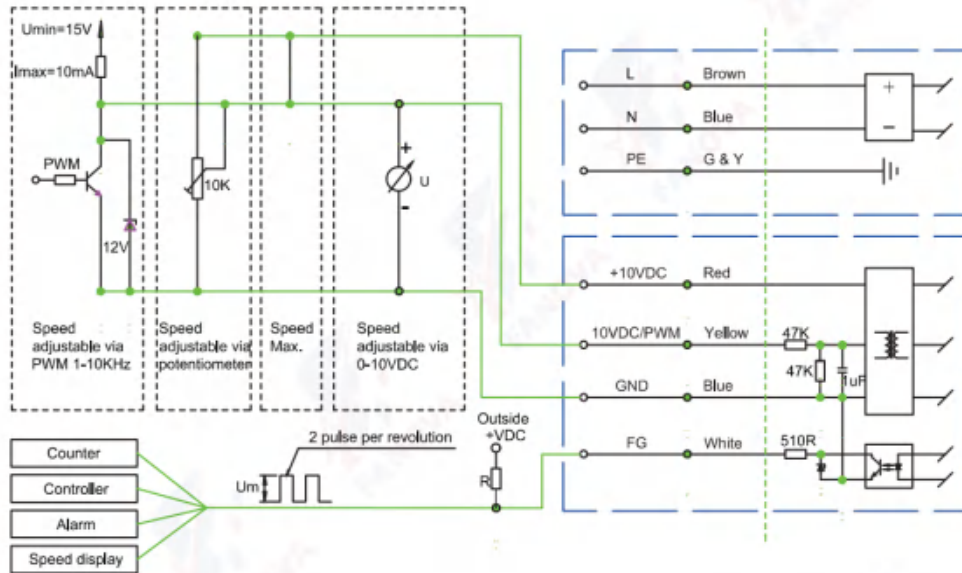 Umin=15V
Imax=10mA
PWM
12V
10K
+
U
-
Speed
adjustable via
PWM 1-10KHz
Speed
adjustable via
potentiometer
Speed
Max.
Speed
adjustable via
0-10VDC
L Brown
N Blue
PE G & Y
+
-
+10VDC Red
10VDC/PWM Yellow 47K
47K
1uF
GND Blue
FG White 510R
Outside
+VDC
R
2 pulse per revolution
Um
Counter
Controller
Alarm
Speed display